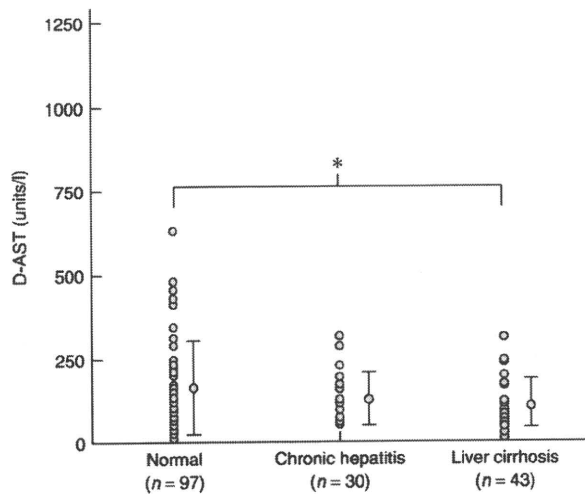 1250
1000
750
500
250
0
D-AST (units/l)
*
Normal
(n = 97)
Chronic hepatitis
(n = 30)
Liver cirrhosis
(n = 43)